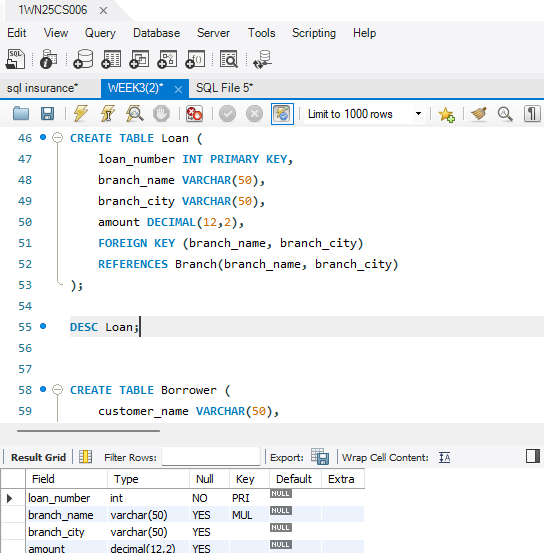 1WN25CS006
Edit View Query Database Server Tools Scripting Help
sql insurance* WEEK3(2)* SQL File 5*
Limit to 1000 rows
46 CREATE TABLE Loan (
47 loan_number INT PRIMARY KEY,
48 branch_name VARCHAR(50),
49 branch_city VARCHAR(50),
50 amount DECIMAL(12,2),
51 FOREIGN KEY (branch_name, branch_city)
52 REFERENCES Branch(branch_name, branch_city)
53 );
54
55 DESC Loan;
56
57
58 CREATE TABLE Borrower (
59 customer_name VARCHAR(50),
Result Grid Filter Rows: Export: Wrap Cell Content: IA
Field Type Null Key Default Extra
loan_number int NO PRI NULL
branch_name varchar(50) YES MUL NULL
branch_city varchar(50) YES NULL
amount decimal(12,2) YES NULL